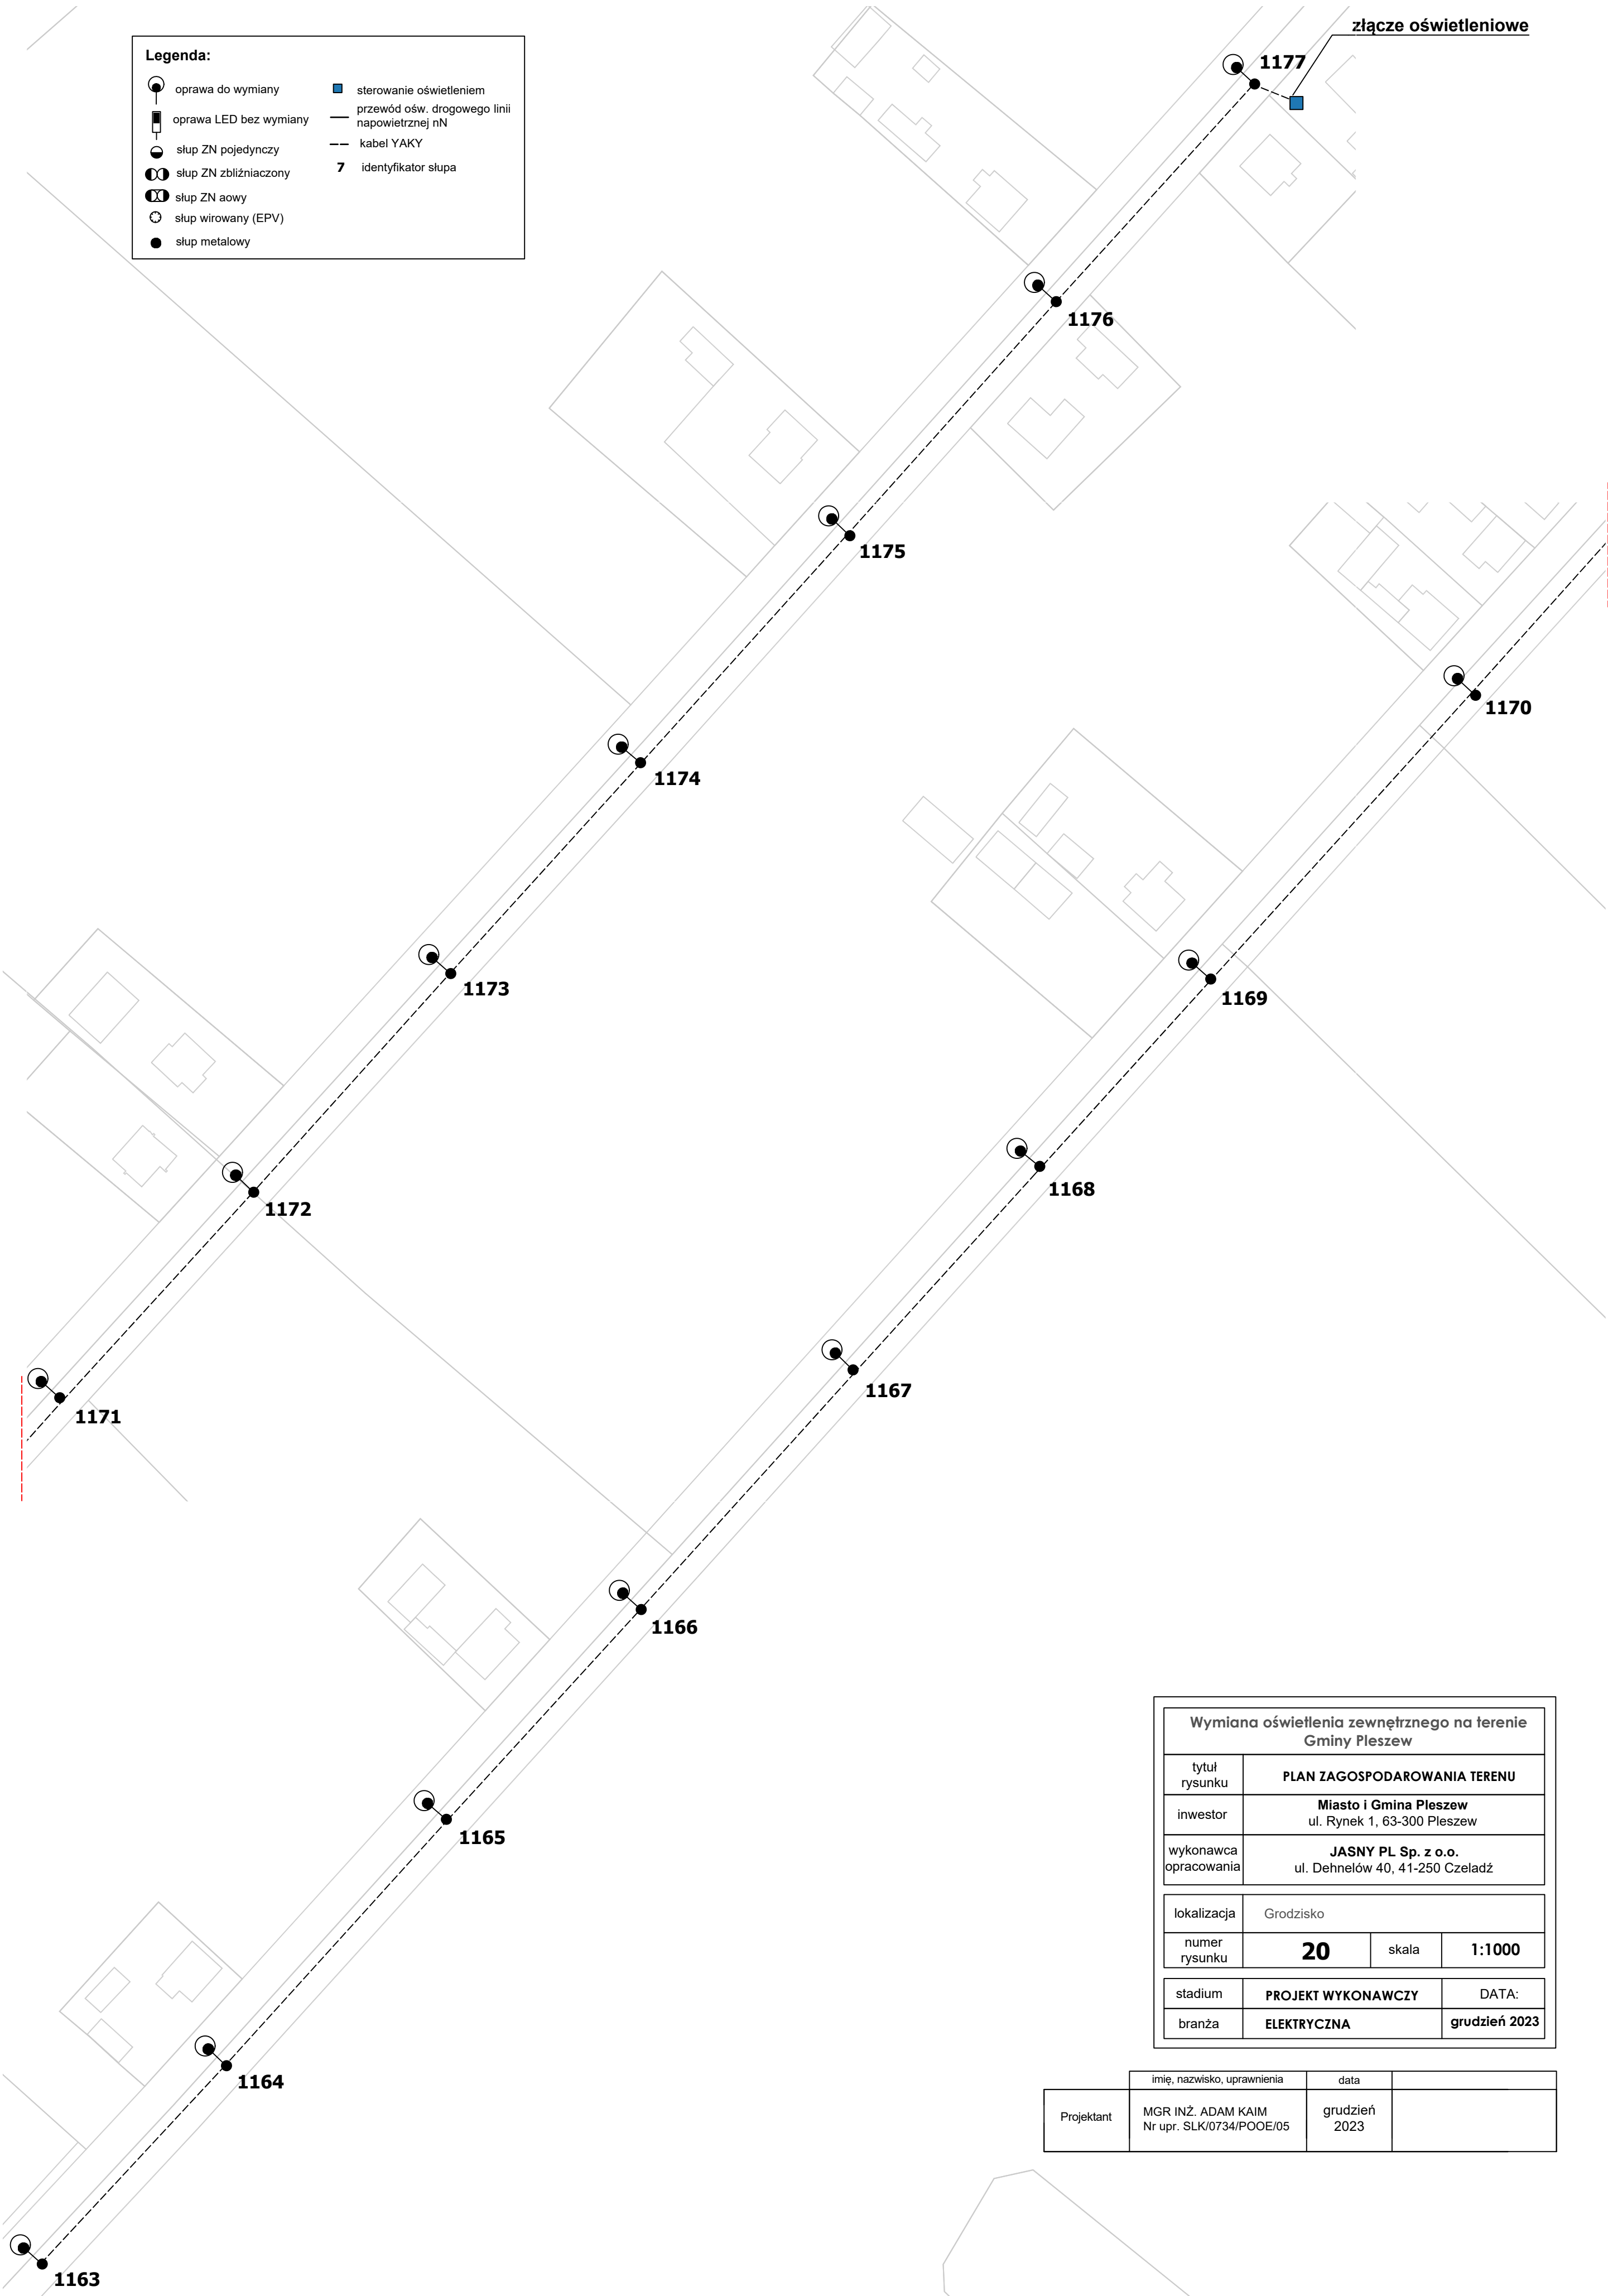 złącze oświetleniowe
Legenda:
oprawa do wymiany
oprawa LED bez wymiany
słup ZN pojedynczy
słup ZN zbliźniaczony
słup ZN aowy
słup wirowany (EPV)
słup metalowy
sterowanie oświetleniem
przewód ośw. drogowego linii
napowietrznej nN
kabel YAKY
7 identyfikator słupa
1177
1176
1175
1170
1174
1173
1169
1168
1172
1167
1171
1166
1165
1164
1163
Wymiana oświetlenia zewnętrznego na terenie
Gminy Pleszew
tytuł
rysunku
PLAN ZAGOSPODAROWANIA TERENU
inwestor
Miasto i Gmina Pleszew
ul. Rynek 1, 63-300 Pleszew
wykonawca
opracowania
JASNY PL Sp. z o.o.
ul. Dehnelów 40, 41-250 Czeladź
lokalizacja
Grodzisko
numer
rysunku
20
skala
1:1000
stadium
PROJEKT WYKONAWCZY
DATA:
branża
ELEKTRYCZNA
grudzień 2023
imię, nazwisko, uprawnienia
data
Projektant
MGR INŻ. ADAM KAIM
Nr upr. SLK/0734/POOE/05
grudzień
2023